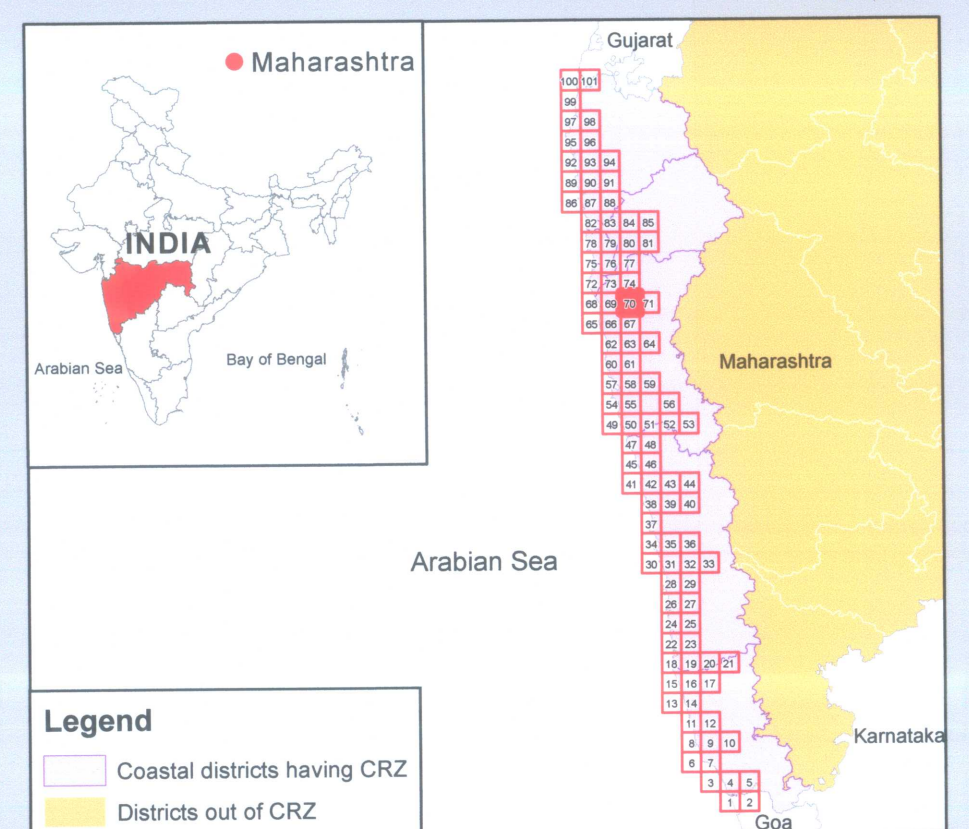 Maharashtra
INDIA
Arabian Sea
Bay of Bengal
Gujarat
100 101
99
97 98
95 96
92 93 94
89 90 91
86 87 88
82 83 84 85
78 79 80 81
75 76 77
72 73 74
68 69 70 71
65 66 67
62 63 64
60 61
57 58 59
54 55 56
49 50 51 52 53
47 48
45 46
41 42 43 44
38 39 40
37
34 35 36
30 31 32 33
28 29
26 27
24 25
22 23
18 19 20 21
15 16 17
13 14
11 12
8 9 10
6 7
3 4 5
1 2
Maharashtra
Arabian Sea
Karnataka
Goa
Legend
Coastal districts having CRZ
Districts out of CRZ